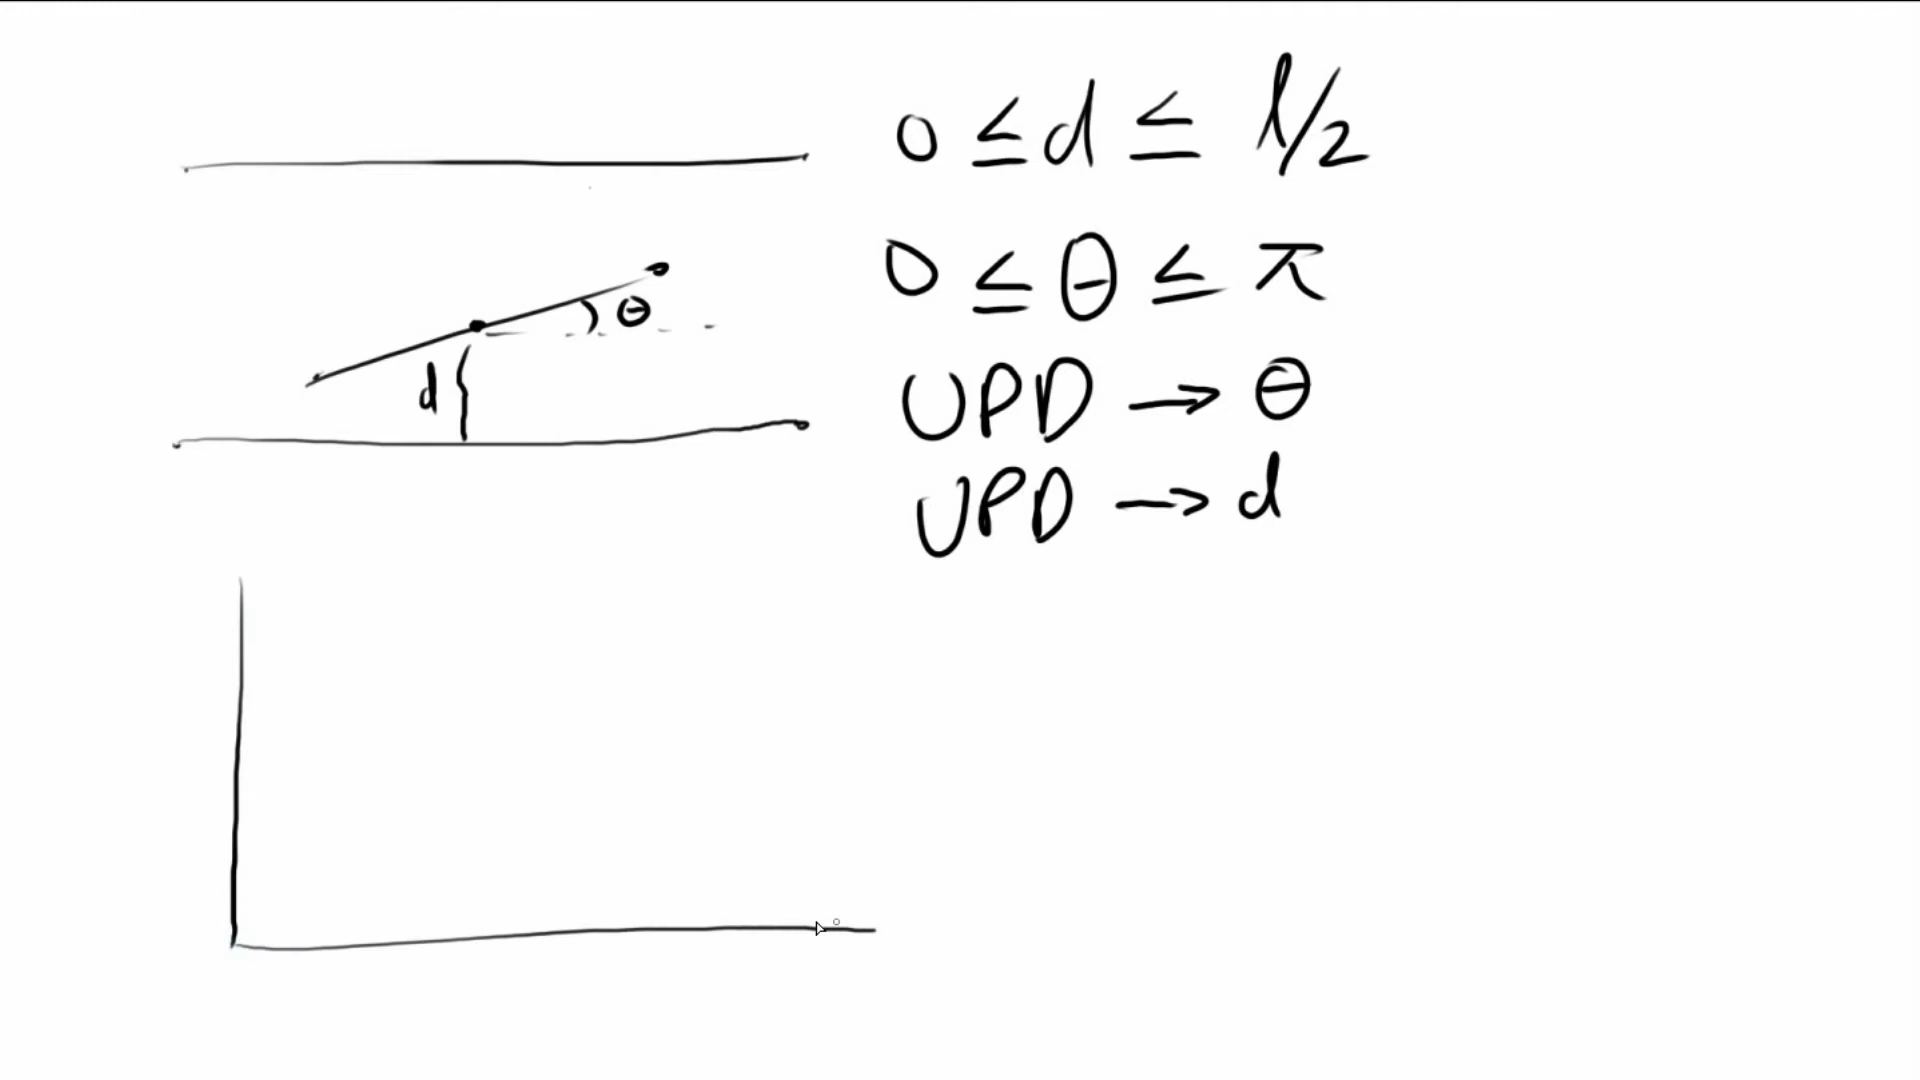 0 ≤ d ≤ l/2
0 ≤ θ ≤ π
θ
d
UPD → θ
UPD → d